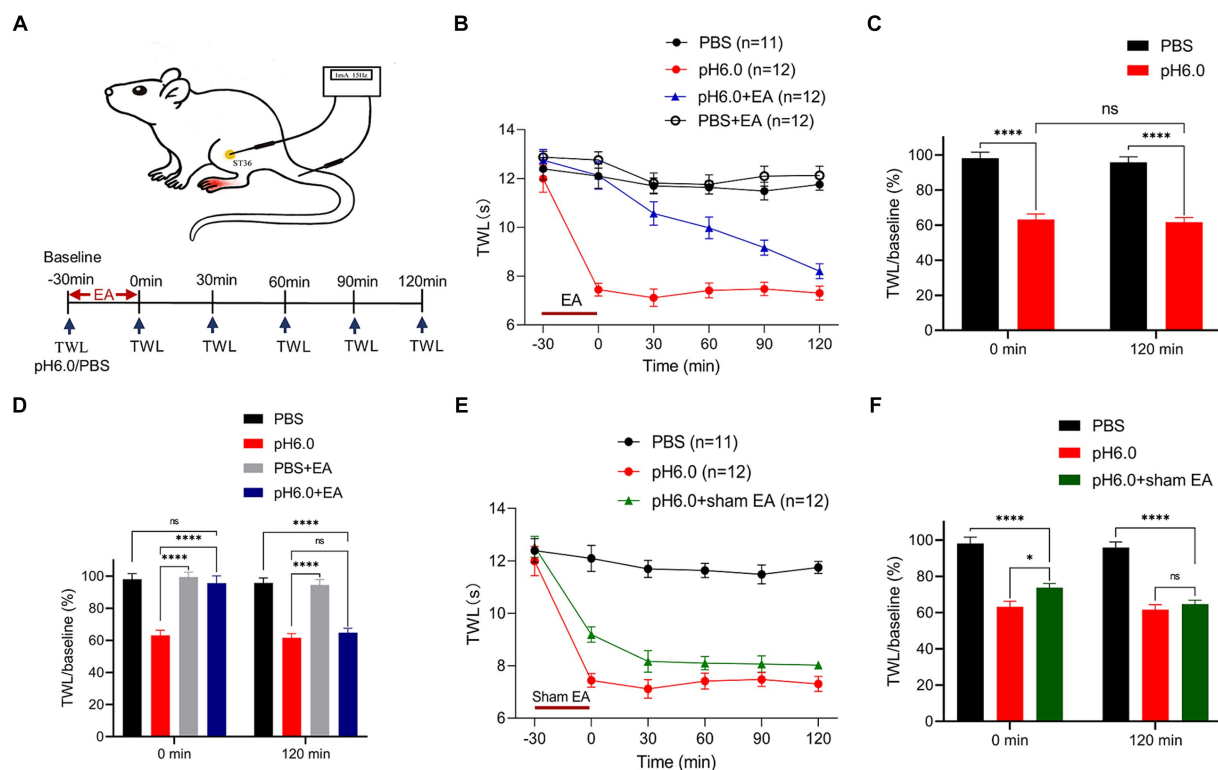 A
1mA 15Hz
ST36
Baseline
-30min 0min 30min 60min 90min 120min
EA
TWL TWL TWL TWL TWL TWL
pH6.0/PBS
B
PBS (n=11)
pH6.0 (n=12)
pH6.0+EA (n=12)
PBS+EA (n=12)
14
12
10
8
6
TWL(s)
EA
-30 0 30 60 90 120
Time (min)
C
PBS
pH6.0
ns
**** ****
100
80
60
40
20
0
TWL/baseline (%)
0 min 120 min
D
PBS
pH6.0
PBS+EA
pH6.0+EA
ns ****
**** ns
**** ****
100
80
60
40
20
0
TWL/baseline (%)
0 min 120 min
E
PBS (n=11)
pH6.0 (n=12)
pH6.0+sham EA (n=12)
14
12
10
8
6
TWL(s)
Sham EA
-30 0 30 60 90 120
Time (min)
F
PBS
pH6.0
pH6.0+sham EA
**** ****
* ns
100
80
60
40
20
0
TWL/baseline (%)
0 min 120 min